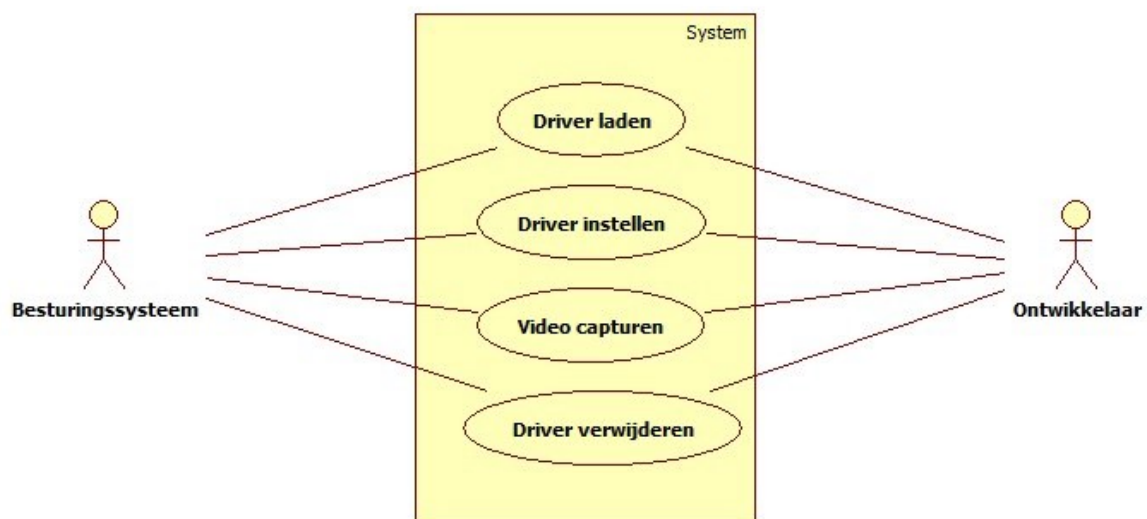 System
Driver laden
Driver instellen
Besturingssysteem
Ontwikkelaar
Video capturen
Driver verwijderen